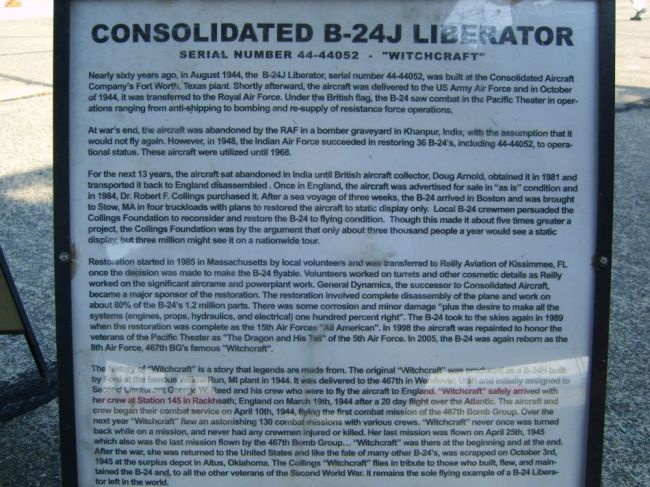 CONSOLIDATED B-24J LIBERATOR
SERIAL NUMBER 44-44052 - "WITCHCRAFT"
Nearly sixty years ago, in August 1944, the B-24J Liberator, serial number 44-44052, was built at the Consolidated Aircraft
Company's Fort Worth, Texas plant. Shortly afterward, the aircraft was delivered to the US Army Air Force and in October
of 1944, it was transferred to the Royal Air Force. Under the British flag, the B-24 saw combat in the Pacific Theater in oper-
ations ranging from anti-shipping to bombing and re-supply of resistance force operations.
At war's end, the aircraft was abandoned by the RAF in a bomber graveyard in Khanpur, India; with the assumption that it
would not fly again. However, in 1948, the Indian Air Force succeeded in restoring 36 B-24's, including 44-44052, to opera-
tional status. These aircraft were utilized until 1968.
For the next 13 years, the aircraft sat abandoned in India until British aircraft collector, Doug Arnold, obtained it in 1981 and
transported it back to England disassembled . Once in England, the aircraft was advertised for sale in "as is" condition and
in 1984, Dr. Robert F. Collings purchased it. After a sea voyage of three weeks, the B-24 arrived in Boston and was brought
to Stow, MA in four truckloads with plans to restored the aircraft to static display only. Local B-24 crewmen persuaded the
Collings Foundation to reconsider and restore the B-24 to flying condition. Though this made it about five times greater a
project, the Collings Foundation was by the argument that only about three thousand people a year would see a static
display, but three million might see it on a nationwide tour.
Restoration started in 1985 in Massachusetts by local volunteers and was transferred to Reilly Aviation of Kissimmee, FL
once the decision was made to make the B-24 flyable. Volunteers worked on turrets and other cosmetic details as Reilly
worked on the significant airframe and powerplant work. General Dynamics, the successor to Consolidated Aircraft,
became a major sponsor of the restoration. The restoration involved complete disassembly of the plane and work on
about 80% of the B-24's 1.2 million parts. There was some corrosion and minor damage "plus the desire to make all the
systems (engines, props, hydraulics, and electrical) one hundred percent right". The B-24 took to the skies again in 1989
when the restoration was complete as the 15th Air Forces "All American". In 1998 the aircraft was repainted to honor the
veterans of the Pacific Theater as "The Dragon and His Tail" of the 5th Air Force. In 2005, the B-24 was again reborn as the
8th Air Force, 467th BG's famous "Witchcraft".
The history of "Witchcraft" is a story that legends are made from. The original "Witchcraft" was produced as a B-24H built
by Ford at the famous Willow Run, MI plant in 1944. It was delivered to the 467th in Wendover, Utah and initially assigned to
Second Lieutenant George W. Reed and his crew who were to fly the aircraft to England. "Witchcraft" safely arrived with
her crew at Station 145 in Rackheath, England on March 19th, 1944 after a 20 day flight over the Atlantic. The aircraft and
crew began their combat service on April 10th, 1944, flying the first combat mission of the 467th Bomb Group. Over the
next year "Witchcraft" flew an astonishing 130 combat missions with various crews. "Witchcraft" never once was turned
back while on a mission, and never had any crewmen injured or killed. Her last mission was flown on April 25th, 1945
which also was the last mission flown by the 467th Bomb Group... "Witchcraft" was there at the beginning and at the end.
After the war, she was returned to the United States and like the fate of many other B-24's, was scrapped on October 3rd,
1945 at the surplus depot in Altus, Oklahoma. The Collings "Witchcraft" flies in tribute to those who built, flew, and main-
tained the B-24 and, to all the other veterans of the Second World War. It remains the sole flying example of a B-24 Libera-
tor left in the world.